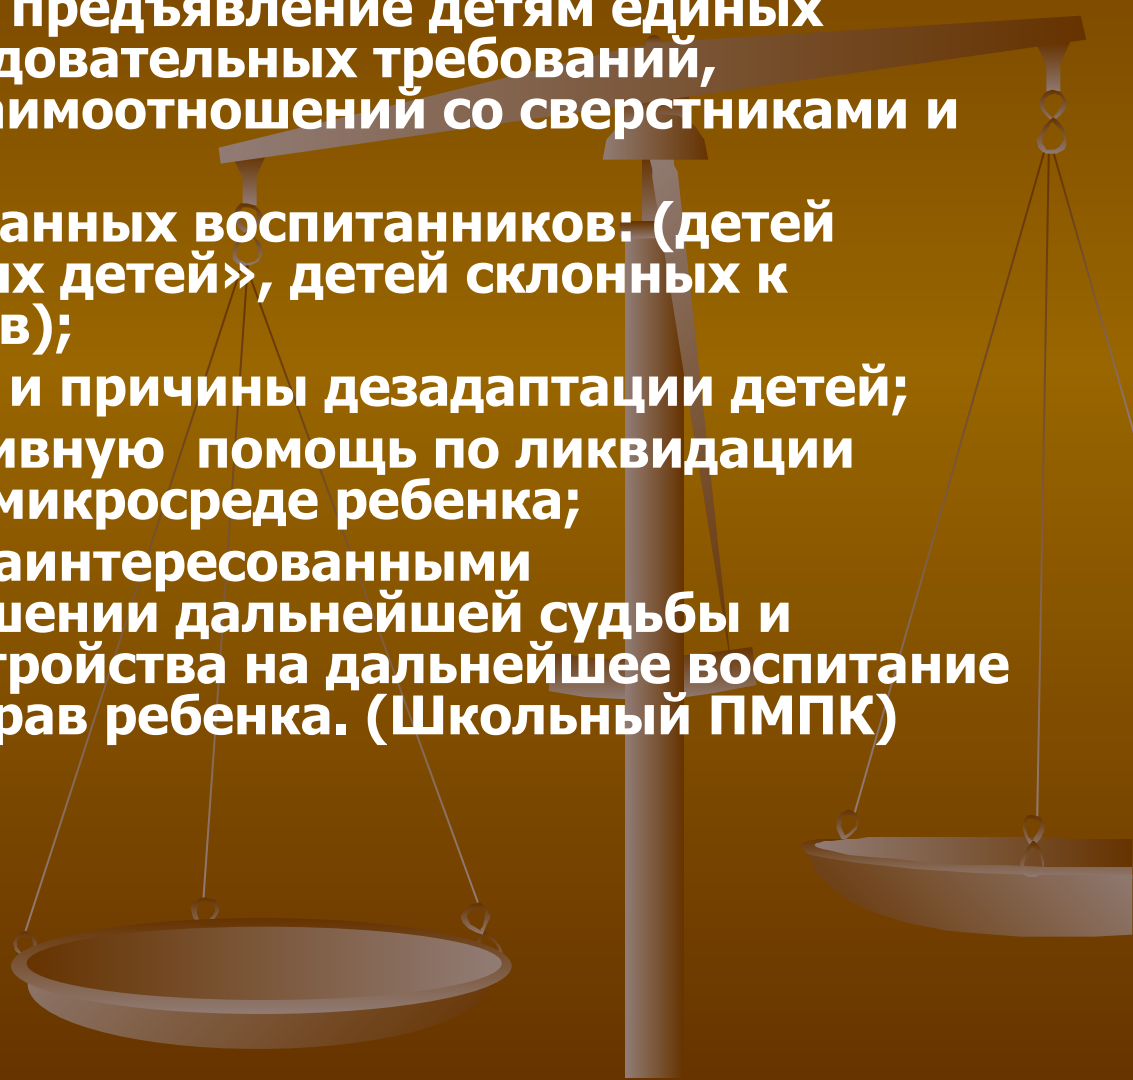 предъявление детям единых
довательных требований,
аимоотношений со сверстниками и
анных воспитанников: (детей
их детей», детей склонных к
в);
и причины дезадаптации детей;
ивную помощь по ликвидации
микросреде ребенка;
аинтересованными
шении дальнейшей судьбы и
тройства на дальнейшее воспитание
рав ребенка. (Школьный ПМПК)